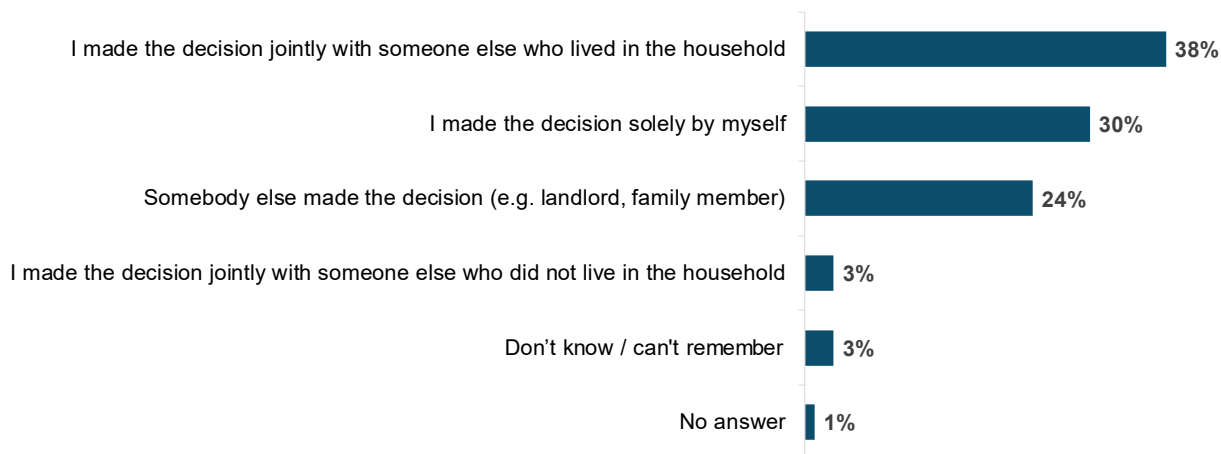 I made the decision jointly with someone else who lived in the household 38%
I made the decision solely by myself 30%
Somebody else made the decision (e.g. landlord, family member) 24%
I made the decision jointly with someone else who did not live in the household 3%
Don’t know / can't remember 3%
No answer 1%